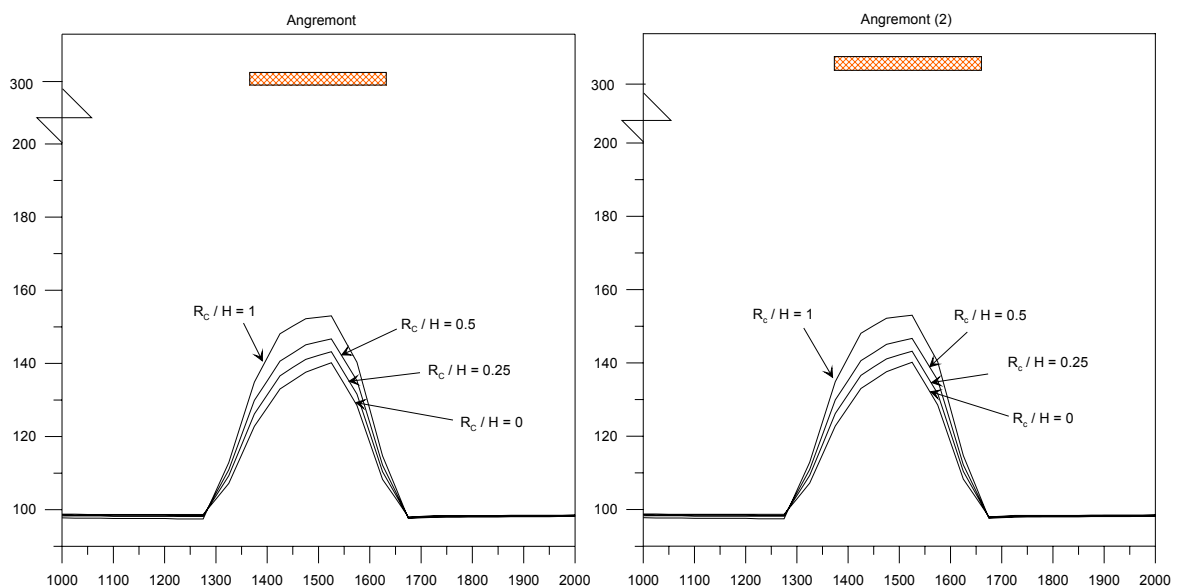 Angremont
300
200
180
160
140
120
100
R_C / H = 1
R_C / H = 0.5
R_C / H = 0.25
R_C / H = 0
1000 1100 1200 1300 1400 1500 1600 1700 1800 1900 2000
Angremont (2)
300
200
180
160
140
120
100
R_c / H = 1
R_c / H = 0.5
R_c / H = 0.25
R_c / H = 0
1000 1100 1200 1300 1400 1500 1600 1700 1800 1900 2000